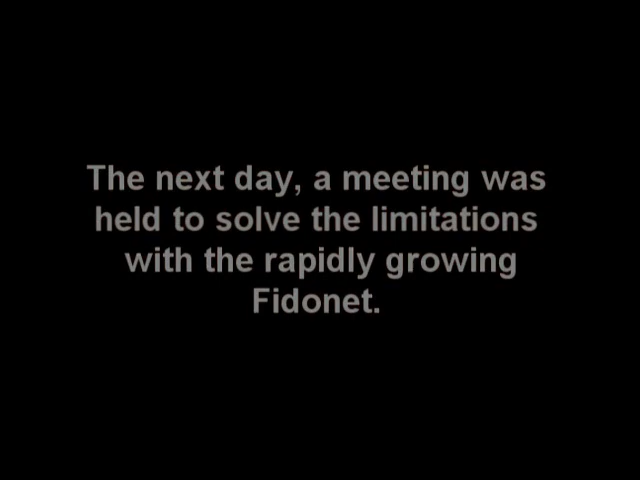 The next day, a meeting was
held to solve the limitations
with the rapidly growing
Fidonet.